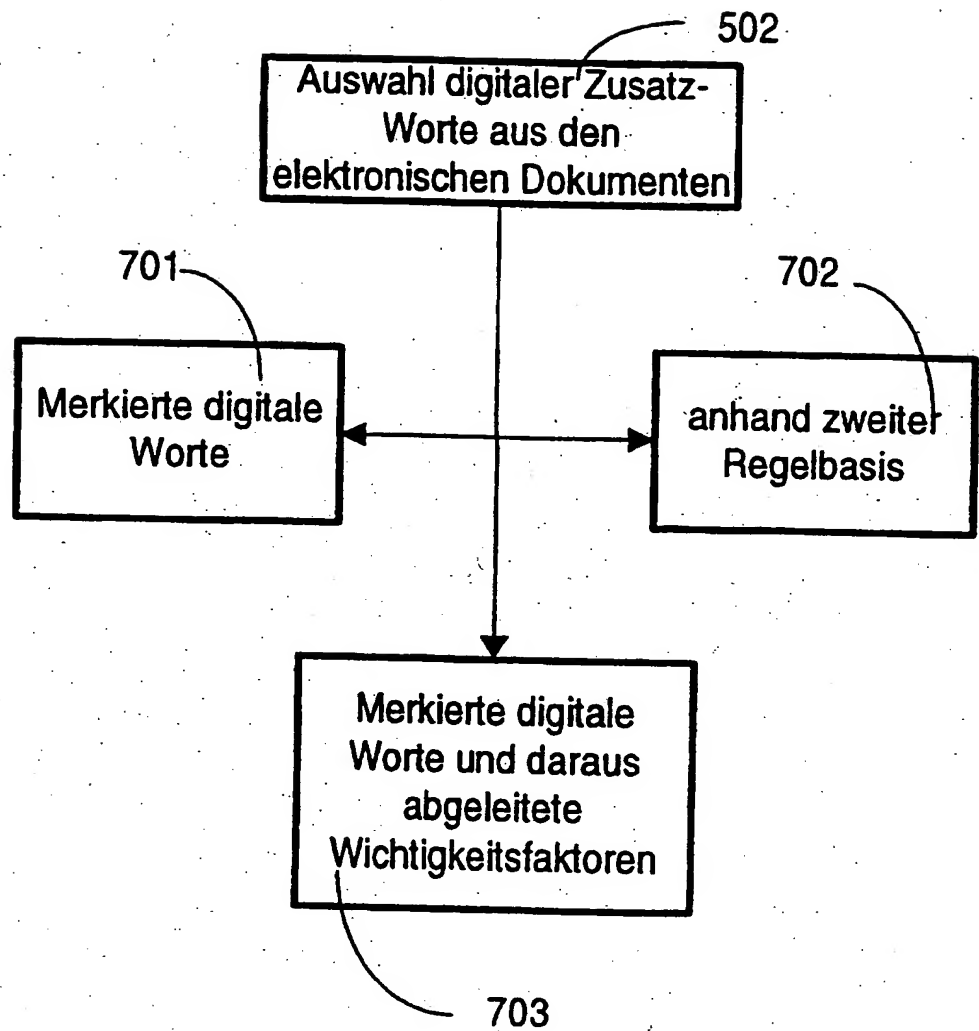 502
Auswahl digitaler Zusatz-
Worte aus den
elektronischen Dokumenten
701
702
Merkierte digitale
Worte
anhand zweiter
Regelbasis
Merkierte digitale
Worte und daraus
abgeleitete
Wichtigkeitsfaktoren
703